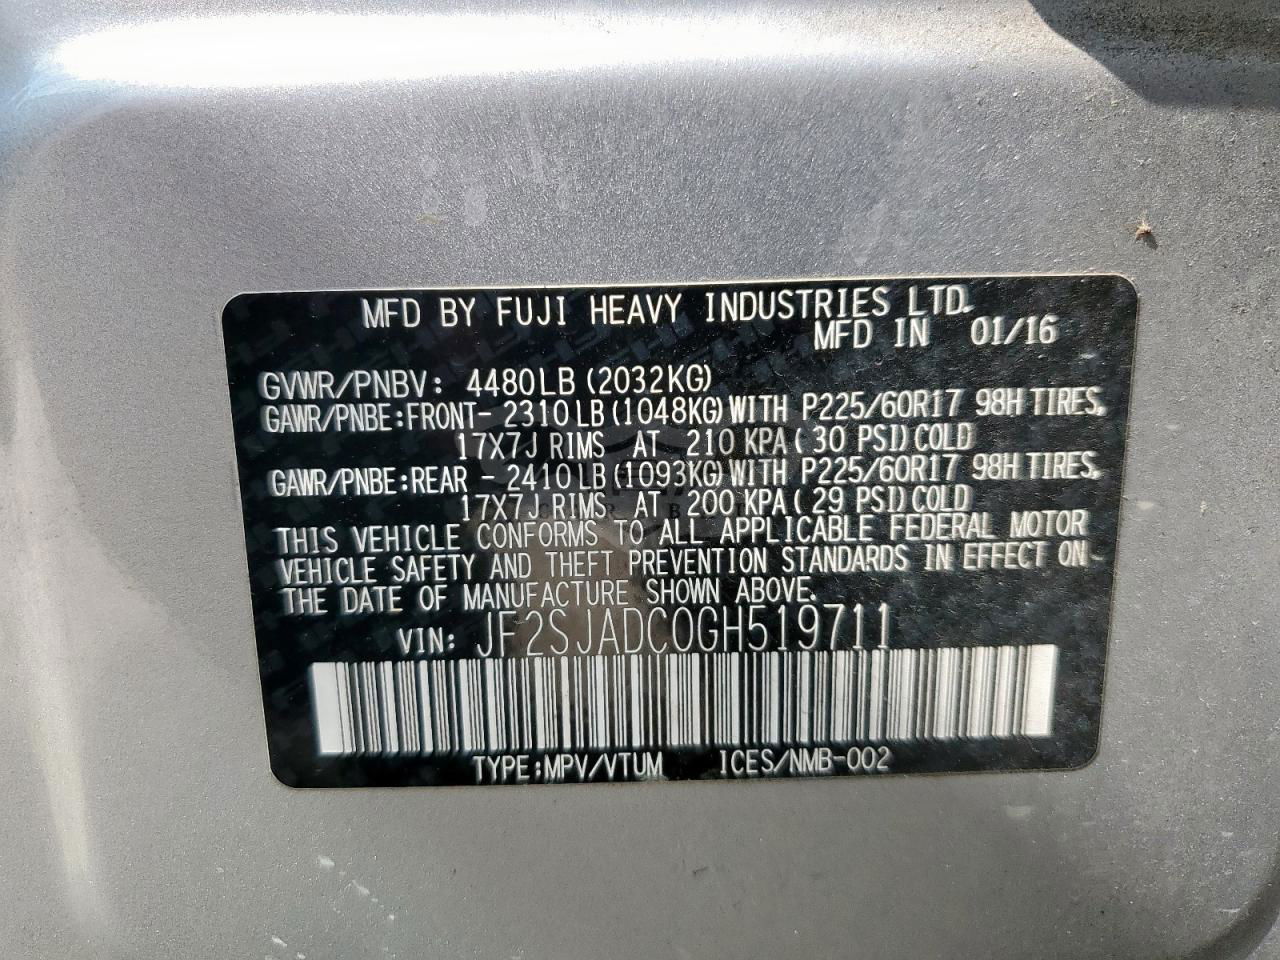 MFD BY FUJI HEAVY INDUSTRIES LTD.
MFD IN 01/16
GVWR/PNBV: 4480LB (2032KG)
GAWR/PNBE:FRONT- 2310LB (1048KG) WITH P225/60R17 98H TIRES,
17X7J RIMS AT 210 KPA ( 30 PSI) COLD
GAWR/PNBE:REAR - 2410LB (1093KG) WITH P225/60R17 98H TIRES,
17X7J RIMS AT 200 KPA ( 29 PSI) COLD
THIS VEHICLE CONFORMS TO ALL APPLICABLE FEDERAL MOTOR
VEHICLE SAFETY AND THEFT PREVENTION STANDARDS IN EFFECT ON
THE DATE OF MANUFACTURE SHOWN ABOVE.
VIN: JF2SJADC0GH519711
TYPE:MPV/VTUM ICES/NMB-002